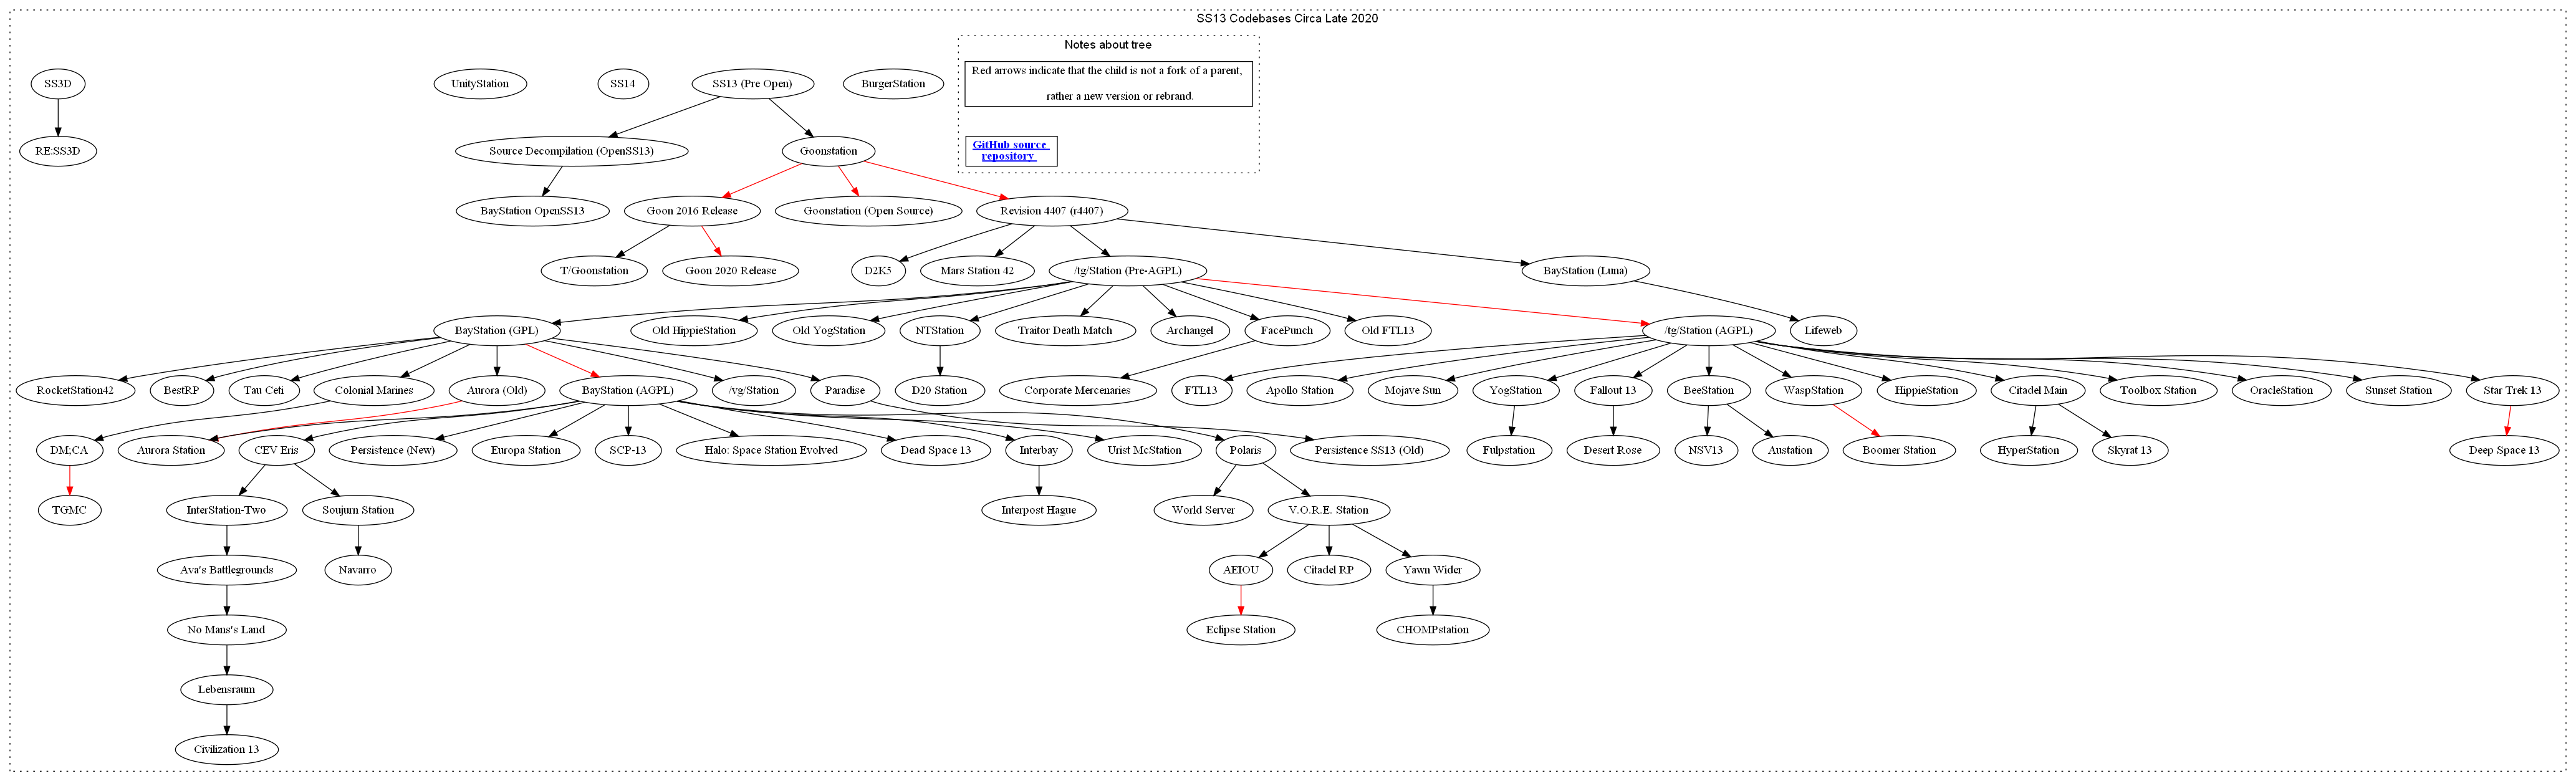 SS13 Codebases Circa Late 2020
Notes about tree
Red arrows indicate that the child is not a fork of a parent,
rather a new version or rebrand.
GitHub source
repository
SS3D
UnityStation
SS14
SS13 (Pre Open)
BurgerStation
RE:SS3D
Source Decompilation (OpenSS13)
Goonstation
BayStation OpenSS13
Goon 2016 Release
Goonstation (Open Source)
Revision 4407 (r4407)
T/Goonstation
Goon 2020 Release
D2K5
Mars Station 42
/tg/Station (Pre-AGPL)
BayStation (Luna)
BayStation (GPL)
Old HippieStation
Old YogStation
NTStation
Traitor Death Match
Archangel
FacePunch
Old FTL13
/tg/Station (AGPL)
Lifeweb
RocketStation42
BestRP
Tau Ceti
Colonial Marines
Aurora (Old)
BayStation (AGPL)
/vg/Station
Paradise
D20 Station
Corporate Mercenaries
FTL13
Apollo Station
Mojave Sun
YogStation
Fallout 13
BeeStation
WaspStation
HippieStation
Citadel Main
Toolbox Station
OracleStation
Sunset Station
Star Trek 13
DM;CA
Aurora Station
CEV Eris
Persistence (New)
Europa Station
SCP-13
Halo: Space Station Evolved
Dead Space 13
Interbay
Urist McStation
Polaris
Persistence SS13 (Old)
Fulpstation
Desert Rose
NSV13
Austation
Boomer Station
HyperStation
Skyrat 13
Deep Space 13
TGMC
InterStation-Two
Soujurn Station
Interpost Hague
World Server
V.O.R.E. Station
Ava's Battlegrounds
Navarro
AEIOU
Citadel RP
Yawn Wider
No Mans's Land
Eclipse Station
CHOMPstation
Lebensraum
Civilization 13